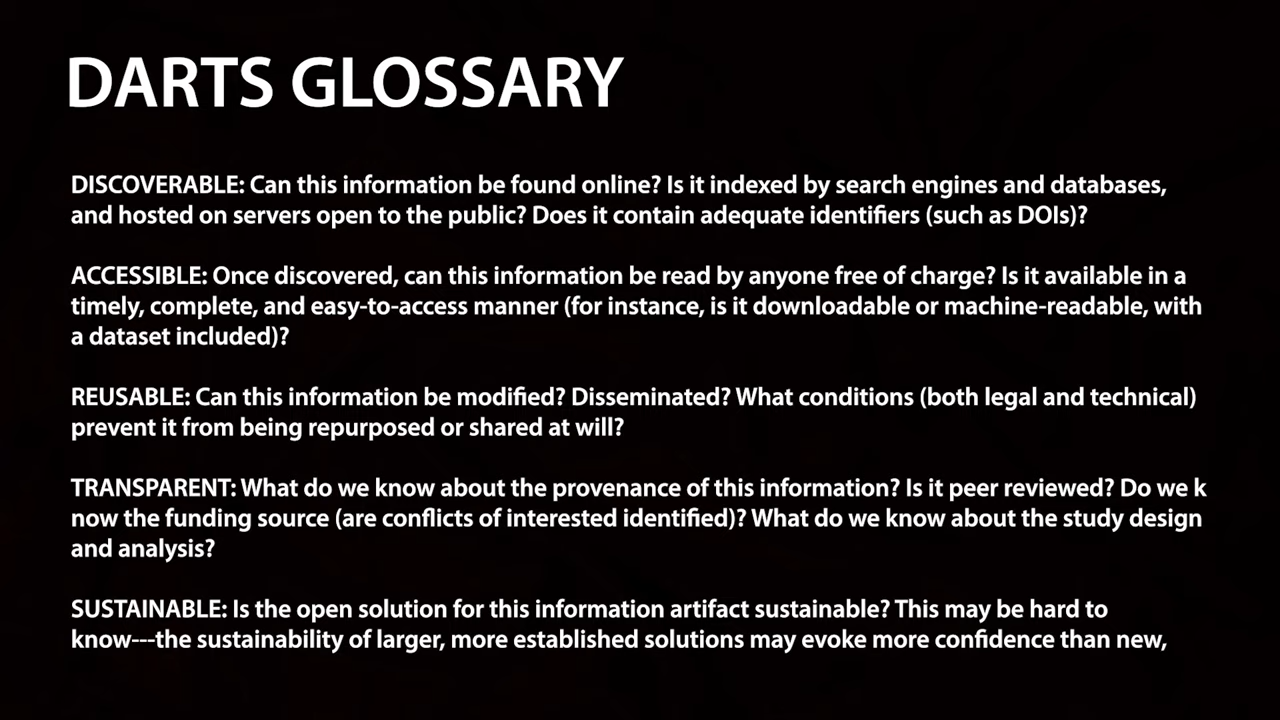 DARTS GLOSSARY
DISCOVERABLE: Can this information be found online? Is it indexed by search engines and databases,
and hosted on servers open to the public? Does it contain adequate identifiers (such as DOIs)?
ACCESSIBLE: Once discovered, can this information be read by anyone free of charge? Is it available in a
timely, complete, and easy-to-access manner (for instance, is it downloadable or machine-readable, with
a dataset included)?
REUSABLE: Can this information be modified? Disseminated? What conditions (both legal and technical)
prevent it from being repurposed or shared at will?
TRANSPARENT: What do we know about the provenance of this information? Is it peer reviewed? Do we k
now the funding source (are conflicts of interested identified)? What do we know about the study design
and analysis?
SUSTAINABLE: Is the open solution for this information artifact sustainable? This may be hard to
know---the sustainability of larger, more established solutions may evoke more confidence than new,